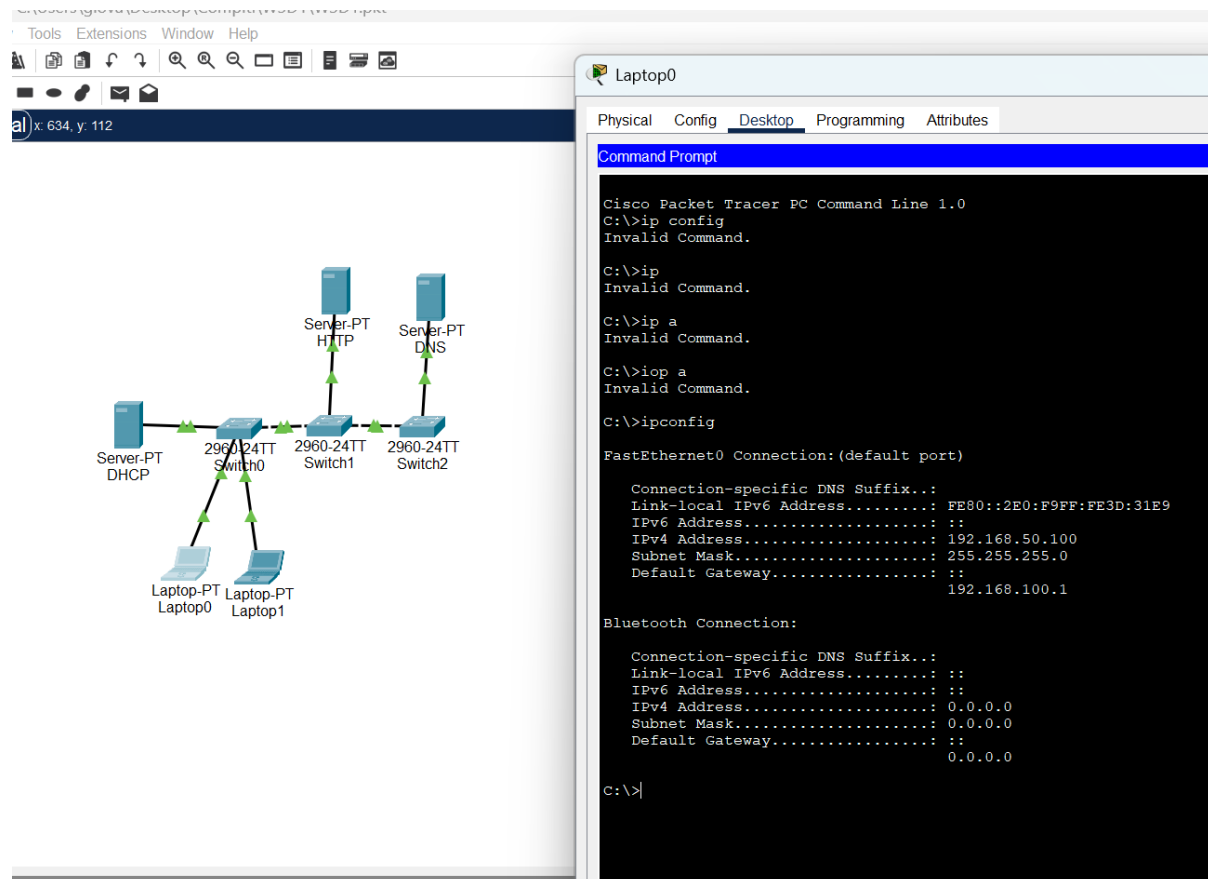 Tools Extensions Window Help
al x: 634, y: 112
Server-PT
HTTP
Server-PT
DNS
Server-PT
DHCP
2960-24TT
Switch0
2960-24TT
Switch1
2960-24TT
Switch2
Laptop-PT
Laptop0
Laptop-PT
Laptop1
Laptop0
Physical Config Desktop Programming Attributes
Command Prompt
Cisco Packet Tracer PC Command Line 1.0
C:\>ip config
Invalid Command.
C:\>ip
Invalid Command.
C:\>ip a
Invalid Command.
C:\>iop a
Invalid Command.
C:\>ipconfig
FastEthernet0 Connection:(default port)
Connection-specific DNS Suffix..:
Link-local IPv6 Address.........: FE80::2E0:F9FF:FE3D:31E9
IPv6 Address....................: ::
IPv4 Address....................: 192.168.50.100
Subnet Mask.....................: 255.255.255.0
Default Gateway.................: ::
192.168.100.1
Bluetooth Connection:
Connection-specific DNS Suffix..:
Link-local IPv6 Address.........: ::
IPv6 Address....................: ::
IPv4 Address....................: 0.0.0.0
Subnet Mask.....................: 0.0.0.0
Default Gateway.................: ::
0.0.0.0
C:\>